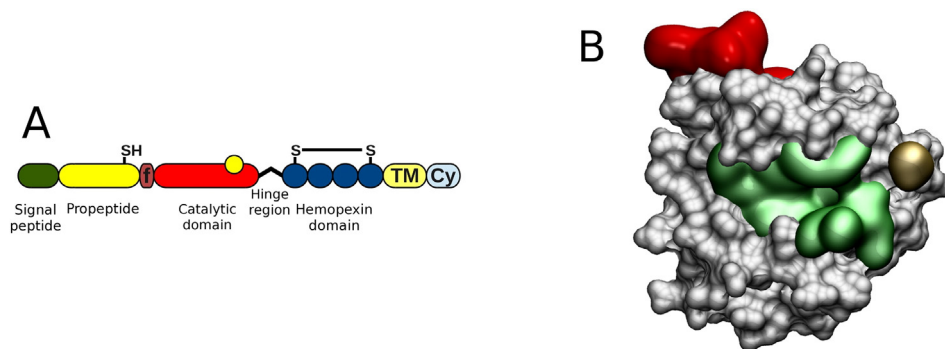 A
SH
f
S S
TM Cy
Signal peptide
Propeptide
Catalytic domain
Hinge region
Hemopexin domain
B